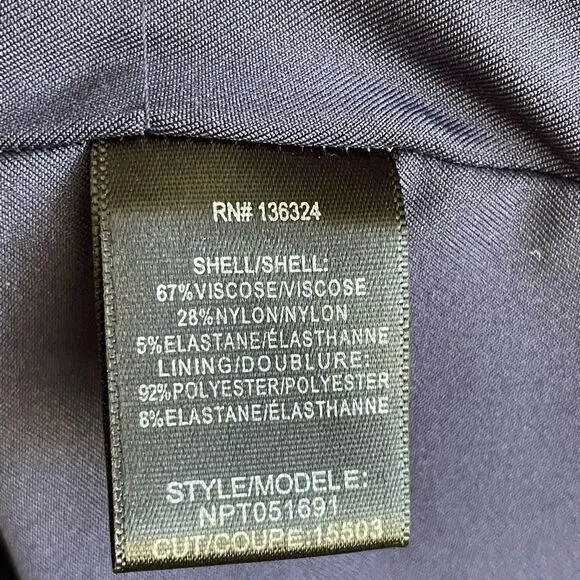 RN# 136324
SHELL/SHELL:
67%VISCOSE/VISCOSE
28%NYLON/NYLON
5%ELASTANE/ÉLASTHANNE
LINING/DOUBLURE:
92%POLYESTER/POLYESTER
8%ELASTANE/ÉLASTHANNE
STYLE/MODELE:
NPT051691
CUT/COUPE:15503